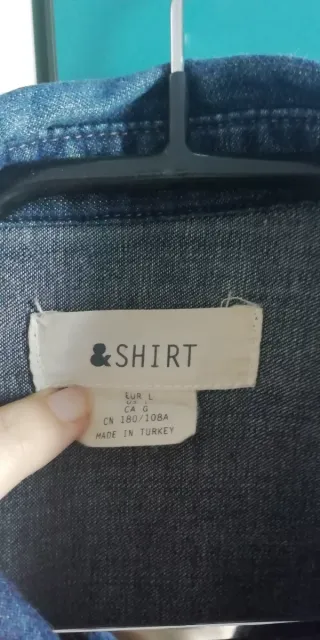 &SHIRT
EUR L
CA G
CN 180/108A
MADE IN TURKEY